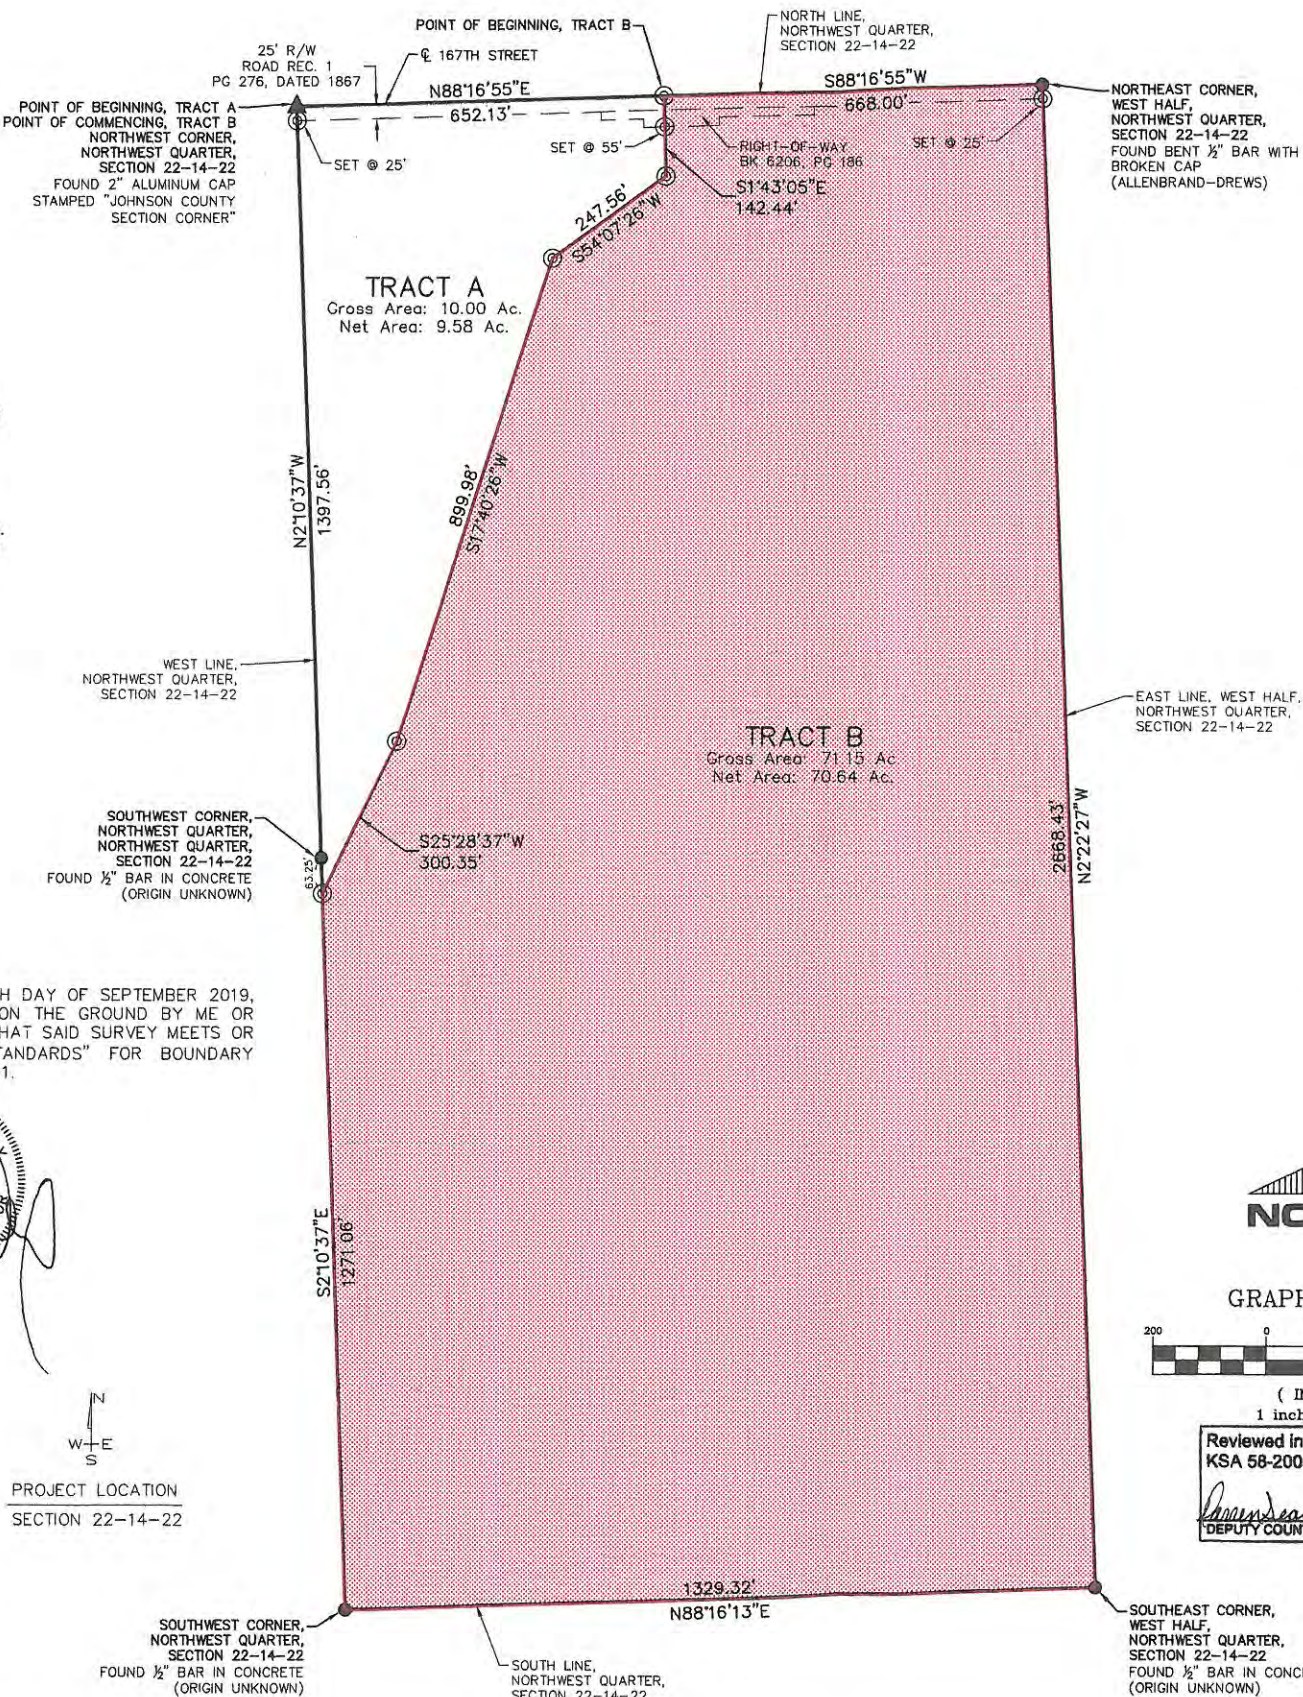 POINT OF BEGINNING, TRACT B
NORTH LINE,
NORTHWEST QUARTER,
SECTION 22-14-22
25' R/W
ROAD REC. 1
PG 276, DATED 1867
℄ 167TH STREET
N88°16'55"E
652.13'
S88°16'55"W
668.00'
POINT OF BEGINNING, TRACT A
POINT OF COMMENCING, TRACT B
NORTHWEST CORNER,
NORTHWEST QUARTER,
SECTION 22-14-22
FOUND 2" ALUMINUM CAP
STAMPED "JOHNSON COUNTY
SECTION CORNER"
SET @ 25'
SET @ 55'
RIGHT-OF-WAY
BK 6206, PG 186
SET @ 25'
NORTHEAST CORNER,
WEST HALF,
NORTHWEST QUARTER,
SECTION 22-14-22
FOUND BENT ½" BAR WITH
BROKEN CAP
(ALLENBRAND-DREWS)
S1°43'05"E
142.44'
247.56'
S54°07'26"W
TRACT A
Gross Area: 10.00 Ac.
Net Area: 9.58 Ac.
899.98'
S17°40'26"W
N2°10'37"W
1397.56'
WEST LINE,
NORTHWEST QUARTER,
SECTION 22-14-22
EAST LINE, WEST HALF,
NORTHWEST QUARTER,
SECTION 22-14-22
TRACT B
Gross Area: 71.15 Ac
Net Area: 70.64 Ac.
2668.43'
N2°22'27"W
SOUTHWEST CORNER,
NORTHWEST QUARTER,
NORTHWEST QUARTER,
SECTION 22-14-22
FOUND ½" BAR IN CONCRETE
(ORIGIN UNKNOWN)
63.25'
S25°28'37"W
300.35'
H DAY OF SEPTEMBER 2019,
ON THE GROUND BY ME OR
HAT SAID SURVEY MEETS OR
TANDARDS" FOR BOUNDARY
1.
S2°10'37"E
1271.06'
NO
GRAPH
200 0
( I
1 inch
Reviewed in
KSA 58-200
DEPUTY COUN
N
W E
S
PROJECT LOCATION
SECTION 22-14-22
1329.32'
N88°16'13"E
SOUTHWEST CORNER,
NORTHWEST QUARTER,
SECTION 22-14-22
FOUND ½" BAR IN CONCRETE
(ORIGIN UNKNOWN)
SOUTH LINE,
NORTHWEST QUARTER,
SECTION 22-14-22
SOUTHEAST CORNER,
WEST HALF,
NORTHWEST QUARTER,
SECTION 22-14-22
FOUND ½" BAR IN CONC
(ORIGIN UNKNOWN)